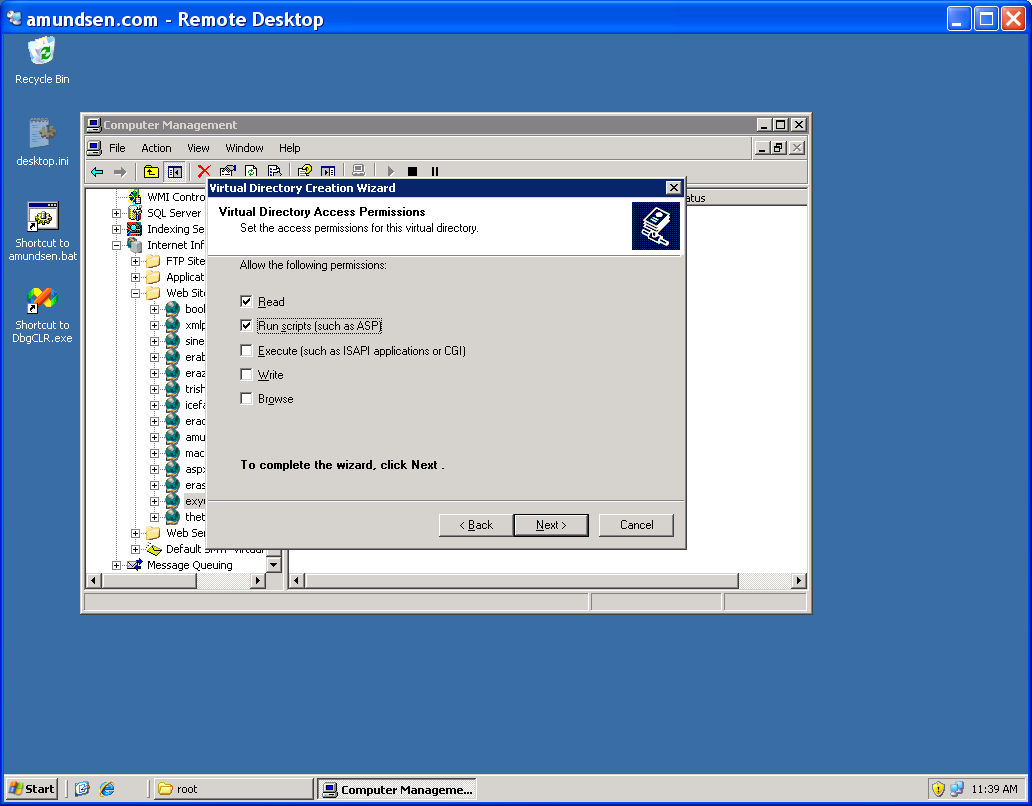 amundsen.com - Remote Desktop
Recycle Bin
desktop.ini
Shortcut to
amundsen.bat
Shortcut to
DbgCLR.exe
Computer Management
File Action View Window Help
WMI Contro
SQL Server
Indexing Se
Internet Inf
FTP Site
Applicat
Web Site
bool
xmlp
sine
erab
eraz
trish
icefa
erad
amu
mac
aspx
eras
exyu
thet
Web Ser
Default SMTP Virtual
Message Queuing
atus
Virtual Directory Creation Wizard
Virtual Directory Access Permissions
Set the access permissions for this virtual directory.
Allow the following permissions:
Read
Run scripts (such as ASP)
Execute (such as ISAPI applications or CGI)
Write
Browse
To complete the wizard, click Next .
< Back
Next >
Cancel
Start
root
Computer Manageme...
11:39 AM